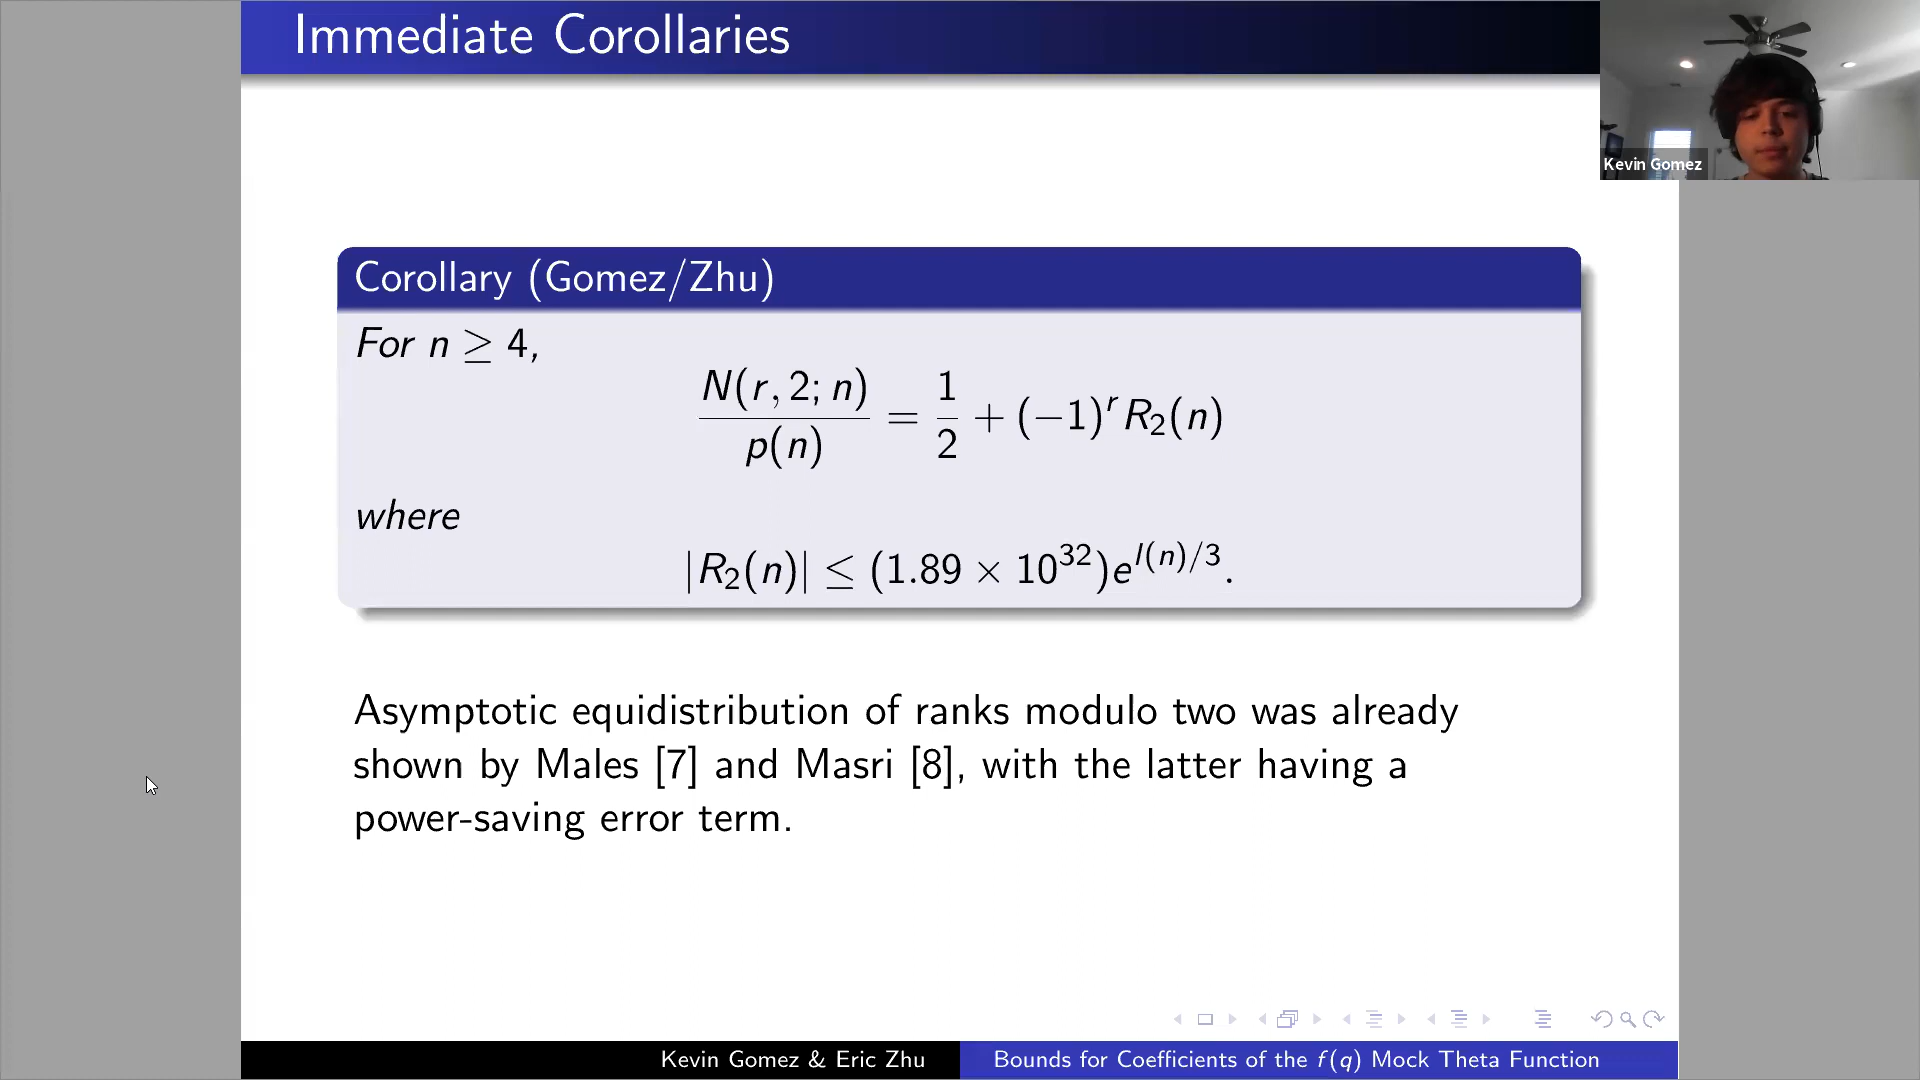 Immediate Corollaries
Kevin Gomez
Corollary (Gomez/Zhu)
For n ≥ 4,
N(r, 2; n)/p(n) = 1/2 + (−1)^r R₂(n)
where
|R₂(n)| ≤ (1.89 × 10^32)e^{l(n)/3}.
Asymptotic equidistribution of ranks modulo two was already
shown by Males [7] and Masri [8], with the latter having a
power-saving error term.
Kevin Gomez & Eric Zhu
Bounds for Coefficients of the f(q) Mock Theta Function